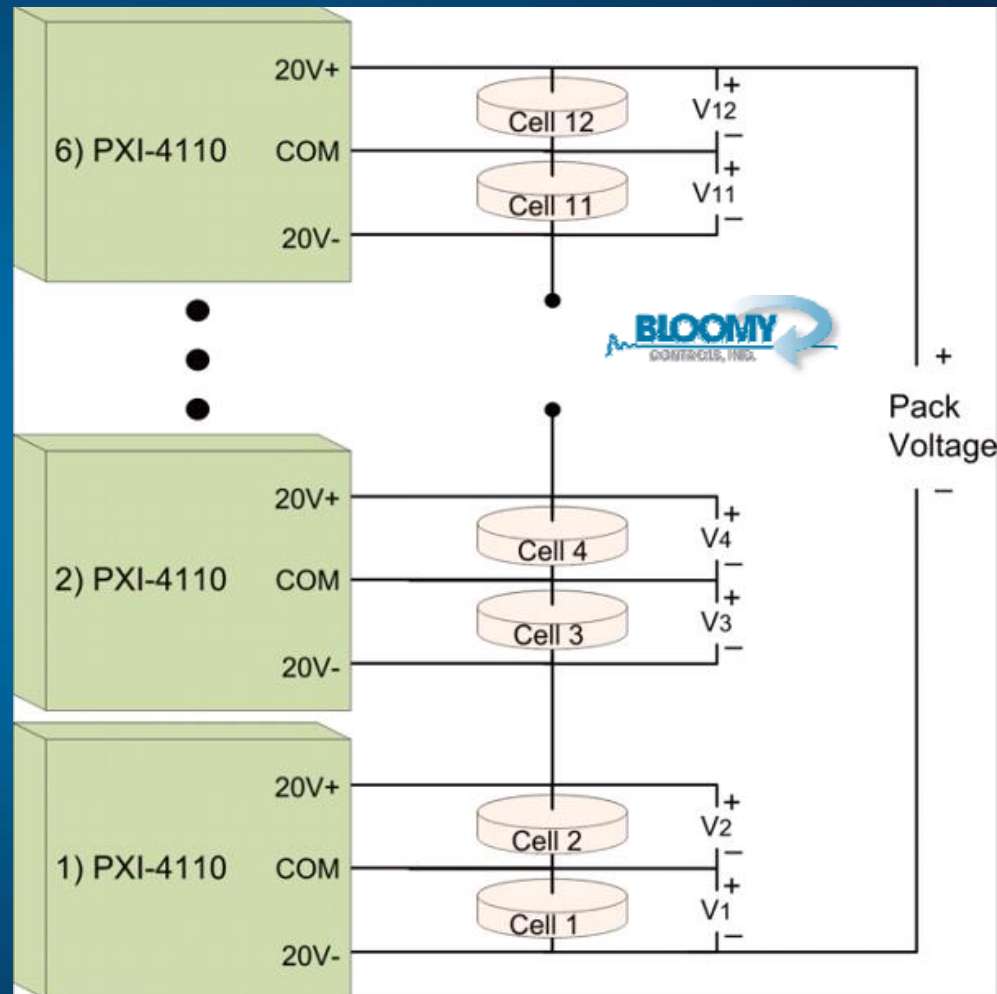 20V+
6) PXI-4110
COM
20V-
Cell 12
Cell 11
+
V12
–
+
V11
–
BLOOMY
CONTROLS, INC.
+
Pack
Voltage
–
20V+
2) PXI-4110
COM
20V-
Cell 4
Cell 3
+
V4
–
+
V3
–
20V+
1) PXI-4110
COM
20V-
Cell 2
Cell 1
+
V2
–
+
V1
–